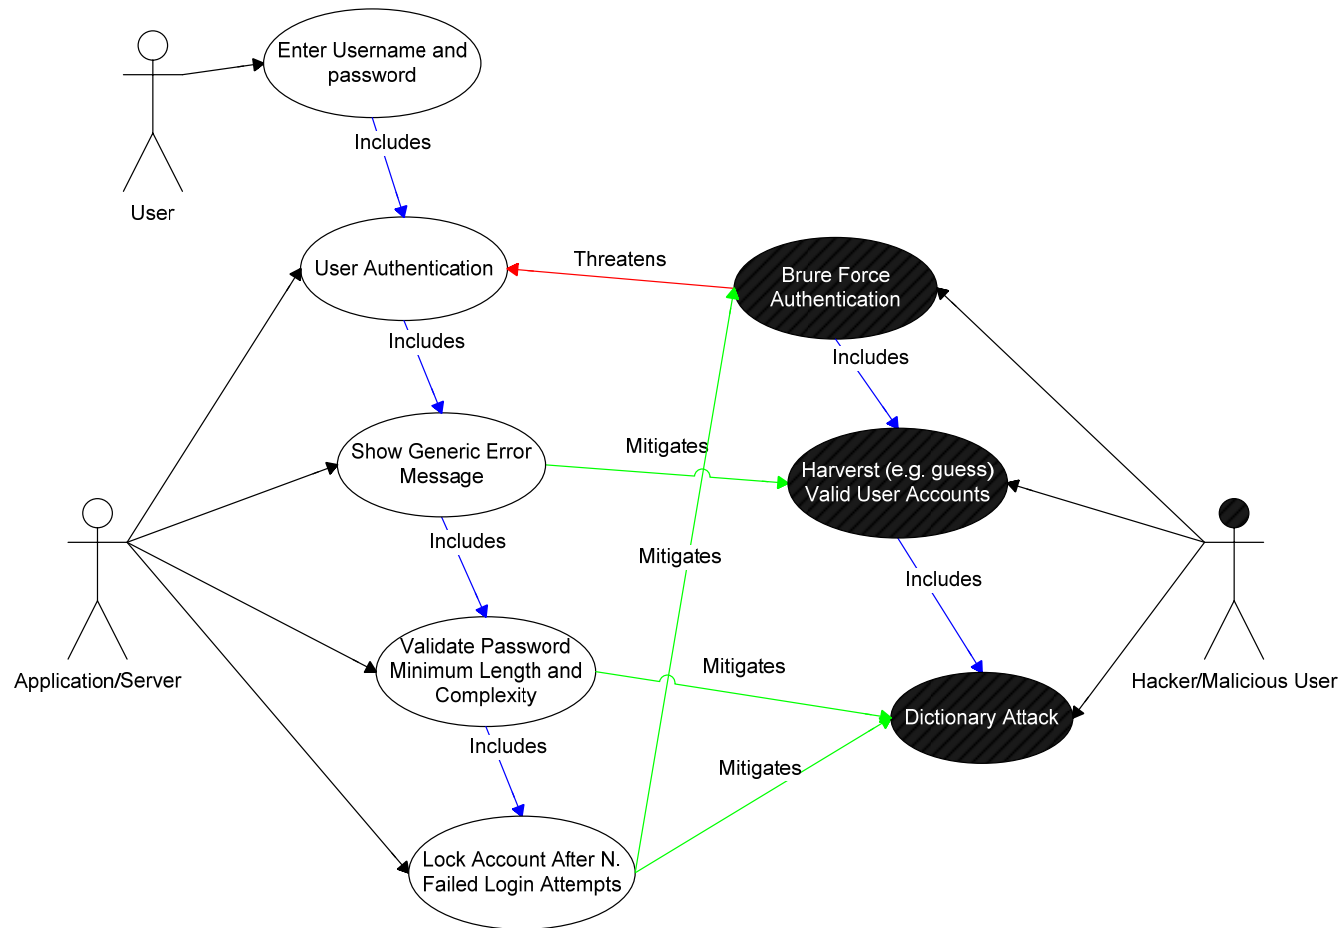 Enter Username and
password
Includes
User
User Authentication
Threatens
Brure Force
Authentication
Includes
Includes
Show Generic Error
Message
Mitigates
Harverst (e.g. guess)
Valid User Accounts
Includes
Mitigates
Includes
Application/Server
Validate Password
Minimum Length and
Complexity
Mitigates
Hacker/Malicious User
Dictionary Attack
Includes
Mitigates
Lock Account After N.
Failed Login Attempts